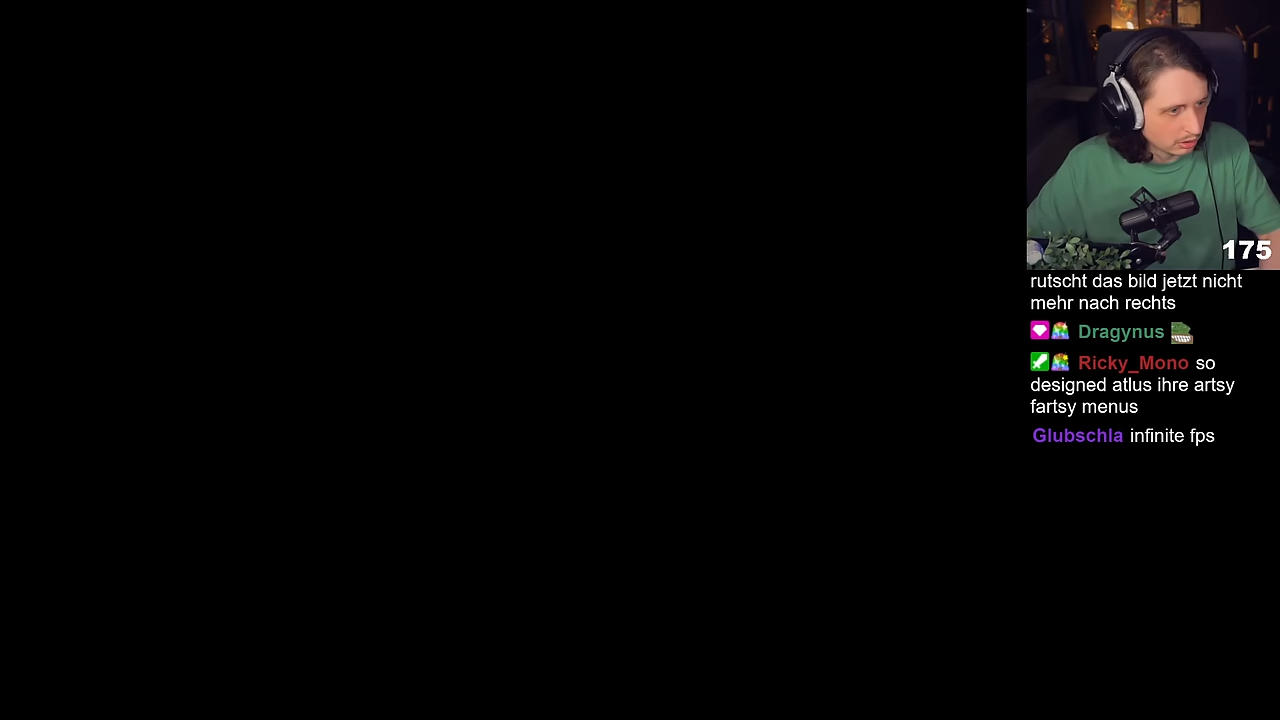 175
rutscht das bild jetzt nicht
mehr nach rechts
Dragynus
Ricky_Mono so
designed atlus ihre artsy
fartsy menus
Glubschla infinite fps